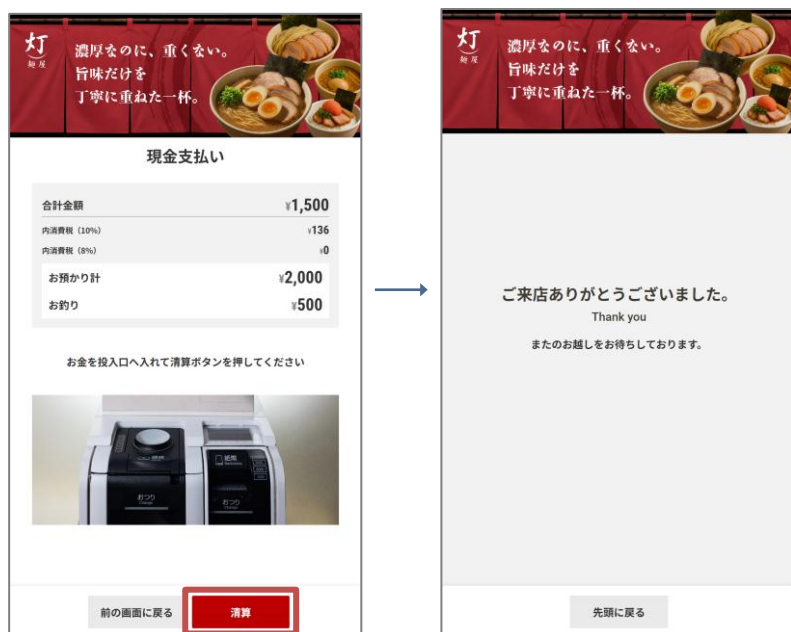 灯
麺屋
濃厚なのに、重くない。
旨味だけを
丁寧に重ねた一杯。
現金支払い
合計金額 ¥1,500
内消費税（10%） ¥136
内消費税（8%） ¥0
お預かり計 ¥2,000
お釣り ¥500
お金を投入口へ入れて清算ボタンを押してください
紙幣
おつり
Change
おつり
Change
前の画面に戻る
清算
灯
麺屋
濃厚なのに、重くない。
旨味だけを
丁寧に重ねた一杯。
ご来店ありがとうございました。
Thank you
またのお越しをお待ちしております。
先頭に戻る